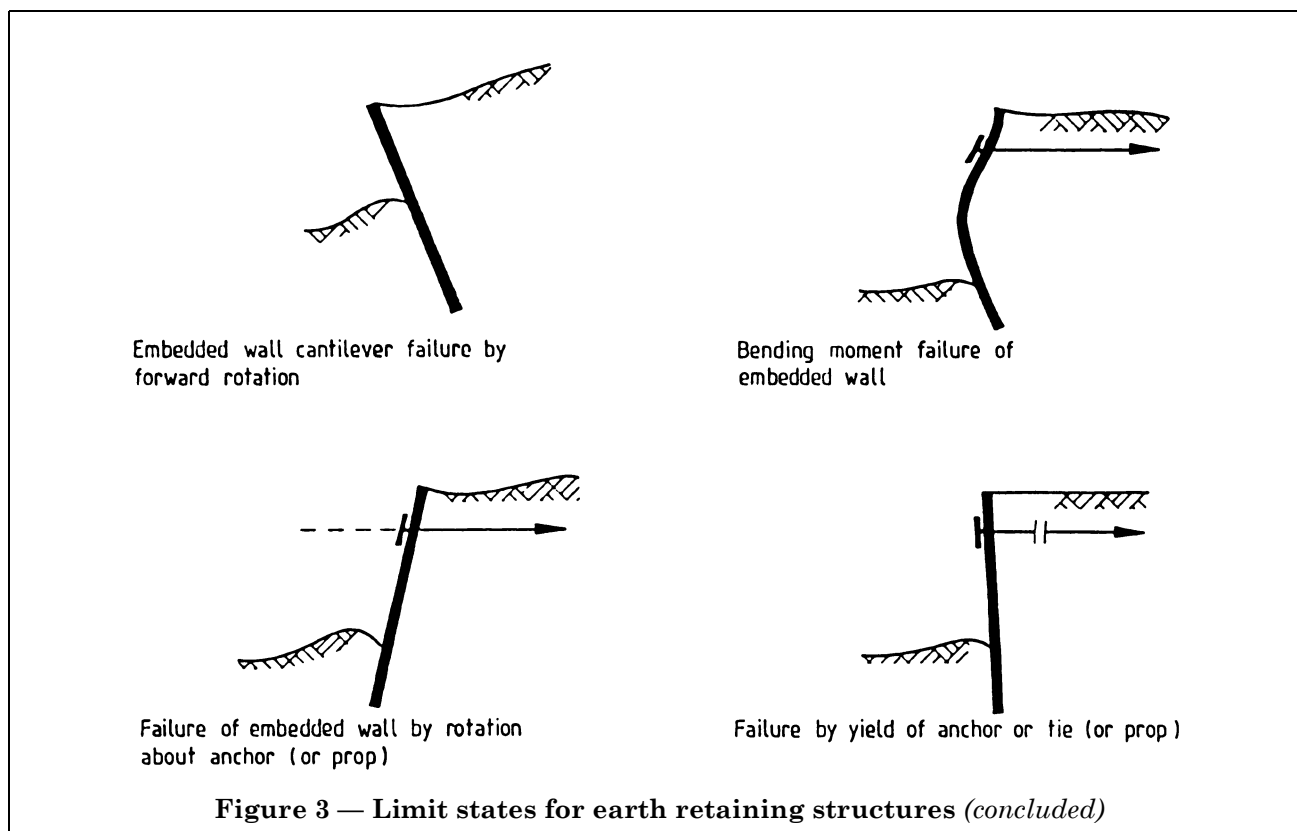 Embedded wall cantilever failure by
forward rotation
Bending moment failure of
embedded wall
Failure of embedded wall by rotation
about anchor (or prop)
Failure by yield of anchor or tie (or prop)
Figure 3 — Limit states for earth retaining structures (concluded)